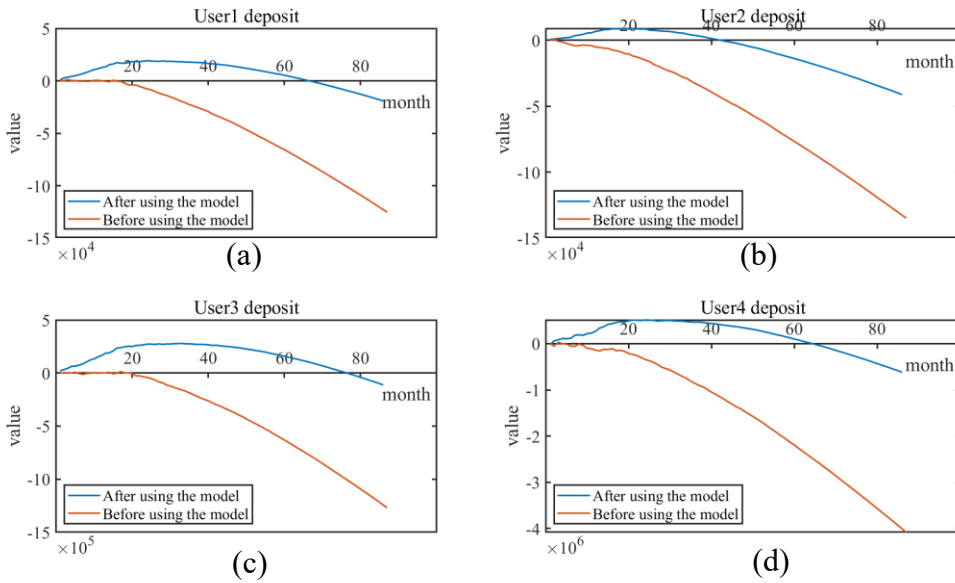 User1 deposit
5
0
-5
-10
-15
value
20
40
60
80
month
After using the model
Before using the model
×10⁴
(a)
User2 deposit
0
-5
-10
-15
value
20
40
60
80
month
After using the model
Before using the model
×10⁴
(b)
User3 deposit
5
0
-5
-10
-15
value
20
40
60
80
month
After using the model
Before using the model
×10⁵
(c)
User4 deposit
0
-1
-2
-3
-4
value
20
40
60
80
month
After using the model
Before using the model
×10⁶
(d)